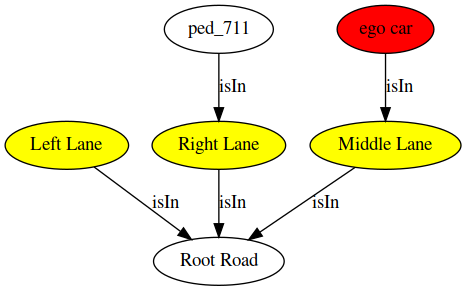 ped_711
ego car
isIn
isIn
Left Lane
Right Lane
Middle Lane
isIn
isIn
isIn
Root Road